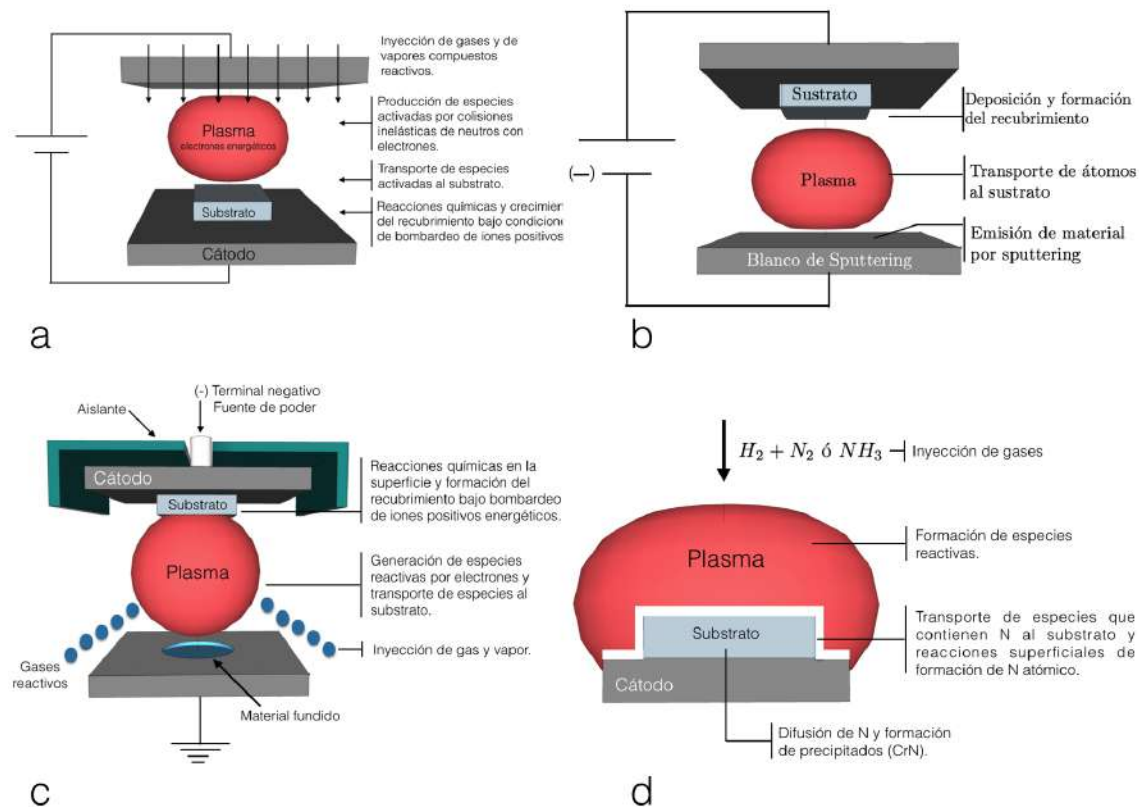 Inyección de gases y de
vapores compuestos
reactivos.
Producción de especies
activadas por colisiones
inelásticas de neutros con
electrones.
Plasma
electrones energéticos
Transporte de especies
activadas al substrato.
Substrato
Reacciones químicas y crecimien
del recubrimiento bajo condicione
de bombardeo de iones positivos
Cátodo
a
Sustrato
Deposición y formación
del recubrimiento
(—)
Plasma
Transporte de átomos
al sustrato
Emisión de material
por sputtering
Blanco de Sputtering
b
(-) Terminal negativo
Fuente de poder
Aislante
Cátodo
Substrato
Reacciones químicas en la
superficie y formación del
recubrimiento bajo bombardeo
de iones positivos energéticos.
Plasma
Generación de especies
reactivas por electrones y
transporte de especies al
substrato.
Inyección de gas y vapor.
Gases
reactivos
Material fundido
c
H₂ + N₂ ó NH₃
Inyección de gases
Plasma
Formación de especies
reactivas.
Substrato
Cátodo
Transporte de especies que
contienen N al substrato y
reacciones superficiales de
formación de N atómico.
Difusión de N y formación
de precipitados (CrN).
d